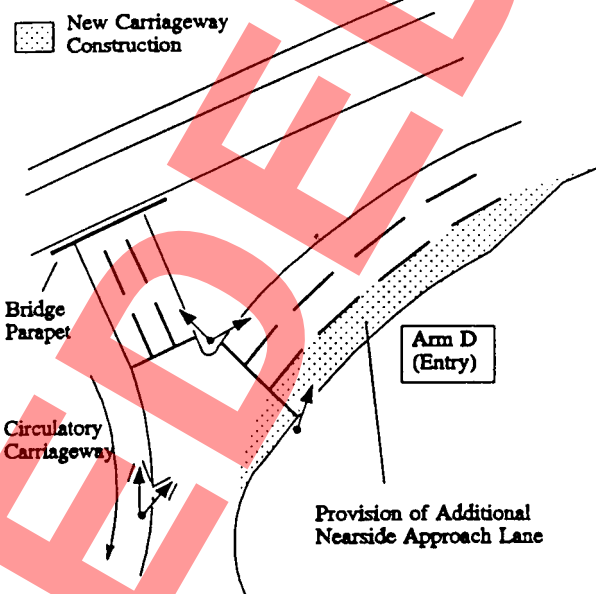 New Carriageway
Construction
Bridge
Parapet
Arm D
(Entry)
Circulatory
Carriageway
Provision of Additional
Nearside Approach Lane